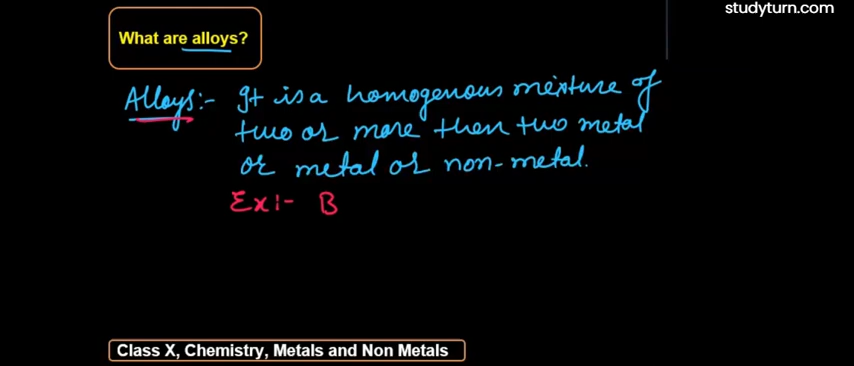 studyturn.com
What are alloys?
Alloys:- It is a homogenous mixture of
two or more then two metal
or metal or non-metal.
Ex:- B
Class X, Chemistry, Metals and Non Metals